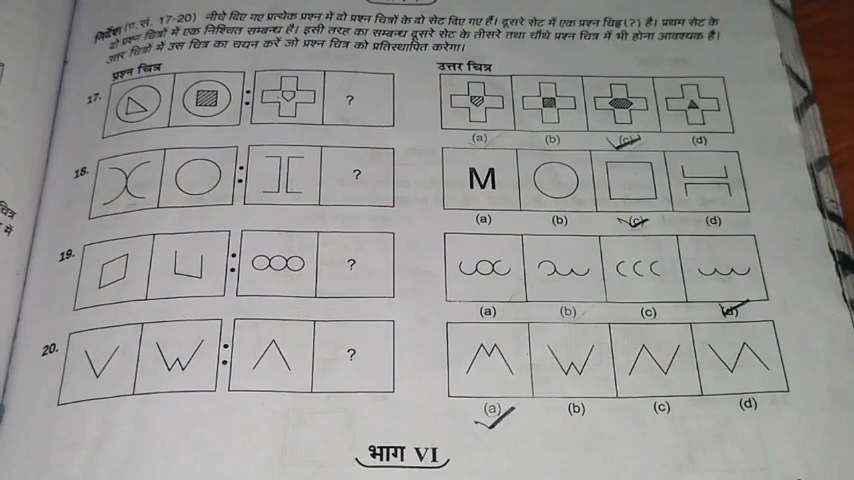 निर्देश (प्र. सं. 17-20) नीचे दिए गए प्रत्येक प्रश्न में दो प्रश्न चित्रों के दो सेट दिए गए हैं। दूसरे सेट में एक प्रश्न चिह्न (?) है। प्रथम सेट के
दो प्रश्न चित्रों में एक निश्चित सम्बन्ध है। इसी तरह का सम्बन्ध दूसरे सेट के तीसरे तथा चौथे प्रश्न चित्र में भी होना आवश्यक है।
उत्तर चित्रों में उस चित्र का चयन करें जो प्रश्न चित्र को प्रतिस्थापित करेगा।
प्रश्न चित्र उत्तर चित्र
17. : ?
(a) (b) (c) (d)
18. : ? M
(a) (b) (c) (d)
19. : ?
(a) (b) (c) (d)
20. : ?
(a) (b) (c) (d)
भाग VI
चित्र
में